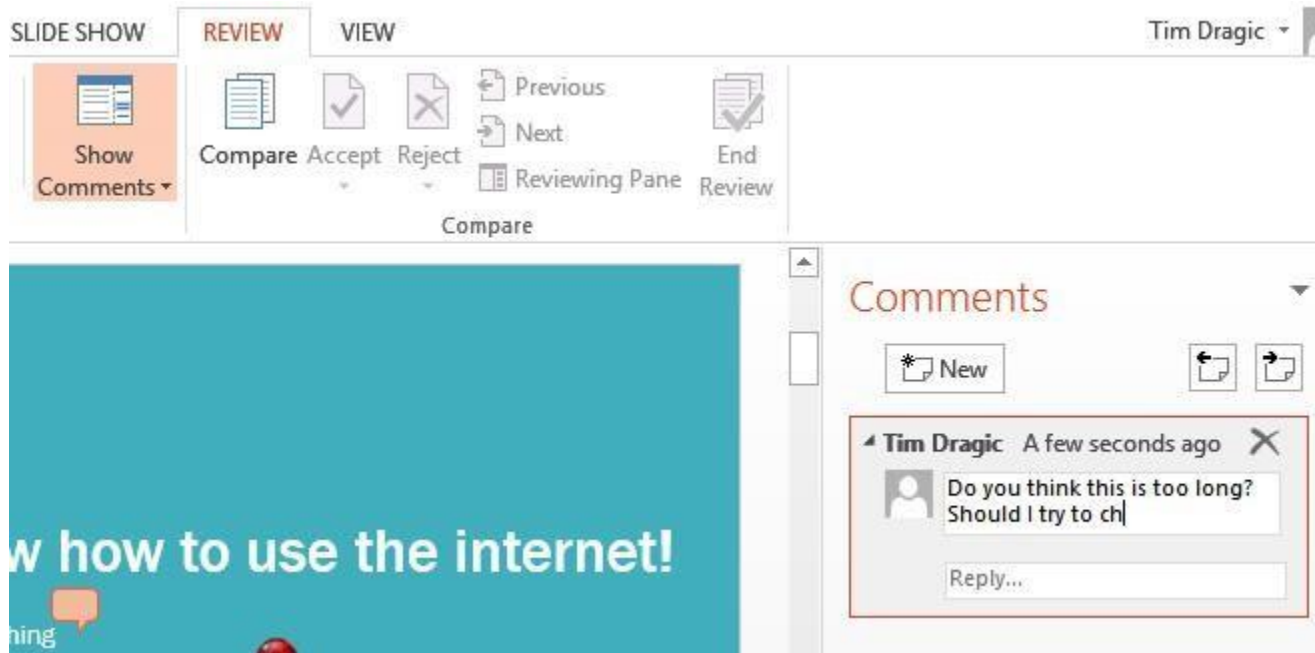 SLIDE SHOW REVIEW VIEW Tim Dragic
Show
Comments
Compare Accept Reject
Previous
Next
Reviewing Pane
End
Review
Compare
Comments
New
Tim Dragic A few seconds ago
Do you think this is too long?
Should I try to ch
Reply...
w how to use the internet!
hing